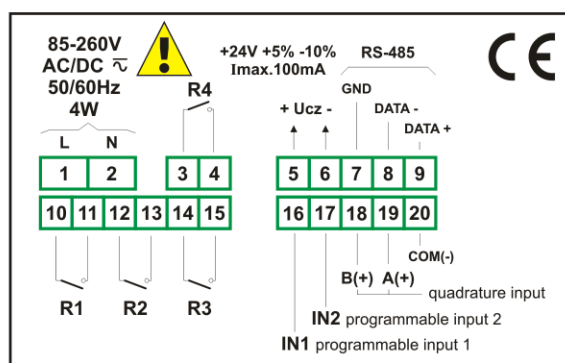 85-260V
AC/DC
50/60Hz
4W
L N
!
R4
+24V +5% -10%
Imax.100mA
+ Ucz -
RS-485
GND
DATA -
DATA +
CE
1 2 3 4 5 6 7 8 9
10 11 12 13 14 15 16 17 18 19 20
R1 R2 R3
COM(-)
B(+) A(+)
quadrature input
IN2 programmable input 2
IN1 programmable input 1